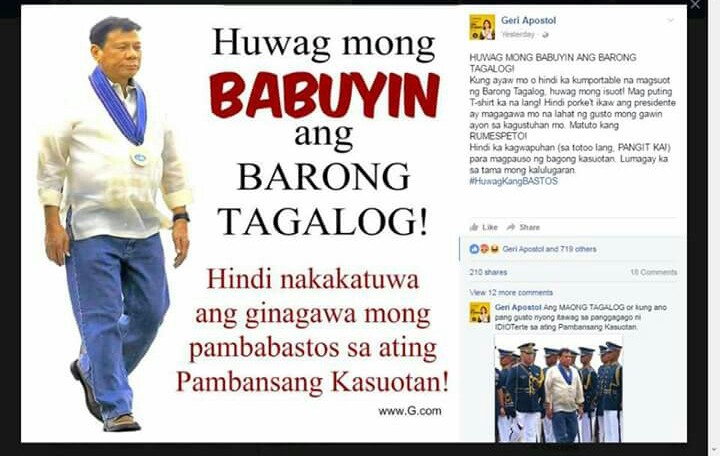 Huwag mong
BABUYIN
ang
BARONG
TAGALOG!
Hindi nakakatuwa
ang ginagawa mong
pambabastos sa ating
Pambansang Kasuotan!
www.G.com
Geri Apostol
Yesterday
HUWAG MONG BABUYIN ANG BARONG
TAGALOG!
Kung ayaw mo o hindi ka kumportable na magsuot
ng Barong Tagalog, huwag mong isuot! Mag puting
T-shirt ka na lang! Hindi porke't ikaw ang presidente
ay magagawa mo na lahat ng gusto mong gawin
ayon sa kagustuhan mo. Matuto kang
RUMESPETO!
Hindi ka kagwapuhan (sa totoo lang, PANGIT KA!)
para magpauso ng bagong kasuotan. Lumagay ka
sa tama mong kalulugaran.
#HuwagKangBASTOS
Like Share
Geri Apostol and 719 others
210 shares 18 Comments
View 12 more comments
Geri Apostol Ang MAONG TAGALOG or kung ano
pang gusto nyong itawag sa panggagago ni
IDIOTerte sa ating Pambansang Kasuotan.